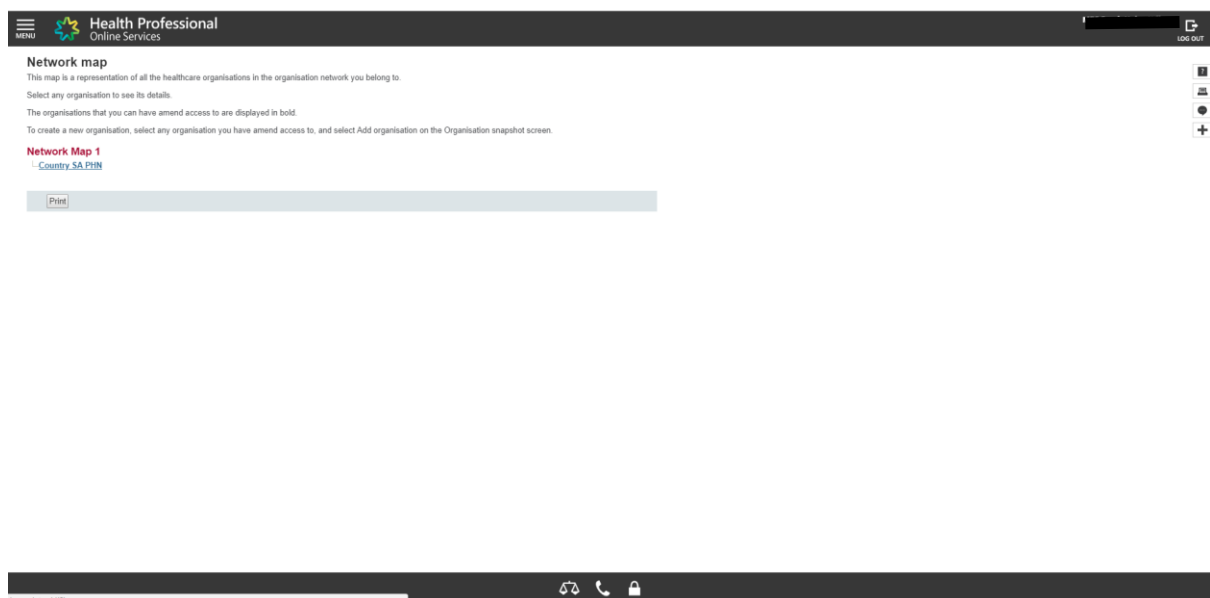 MENU
Health Professional
Online Services
LOG OUT
Network map
This map is a representation of all the healthcare organisations in the organisation network you belong to.
Select any organisation to see its details.
The organisations that you can have amend access to are displayed in bold.
To create a new organisation, select any organisation you have amend access to, and select Add organisation on the Organisation snapshot screen.
Network Map 1
Country SA PHN
Print